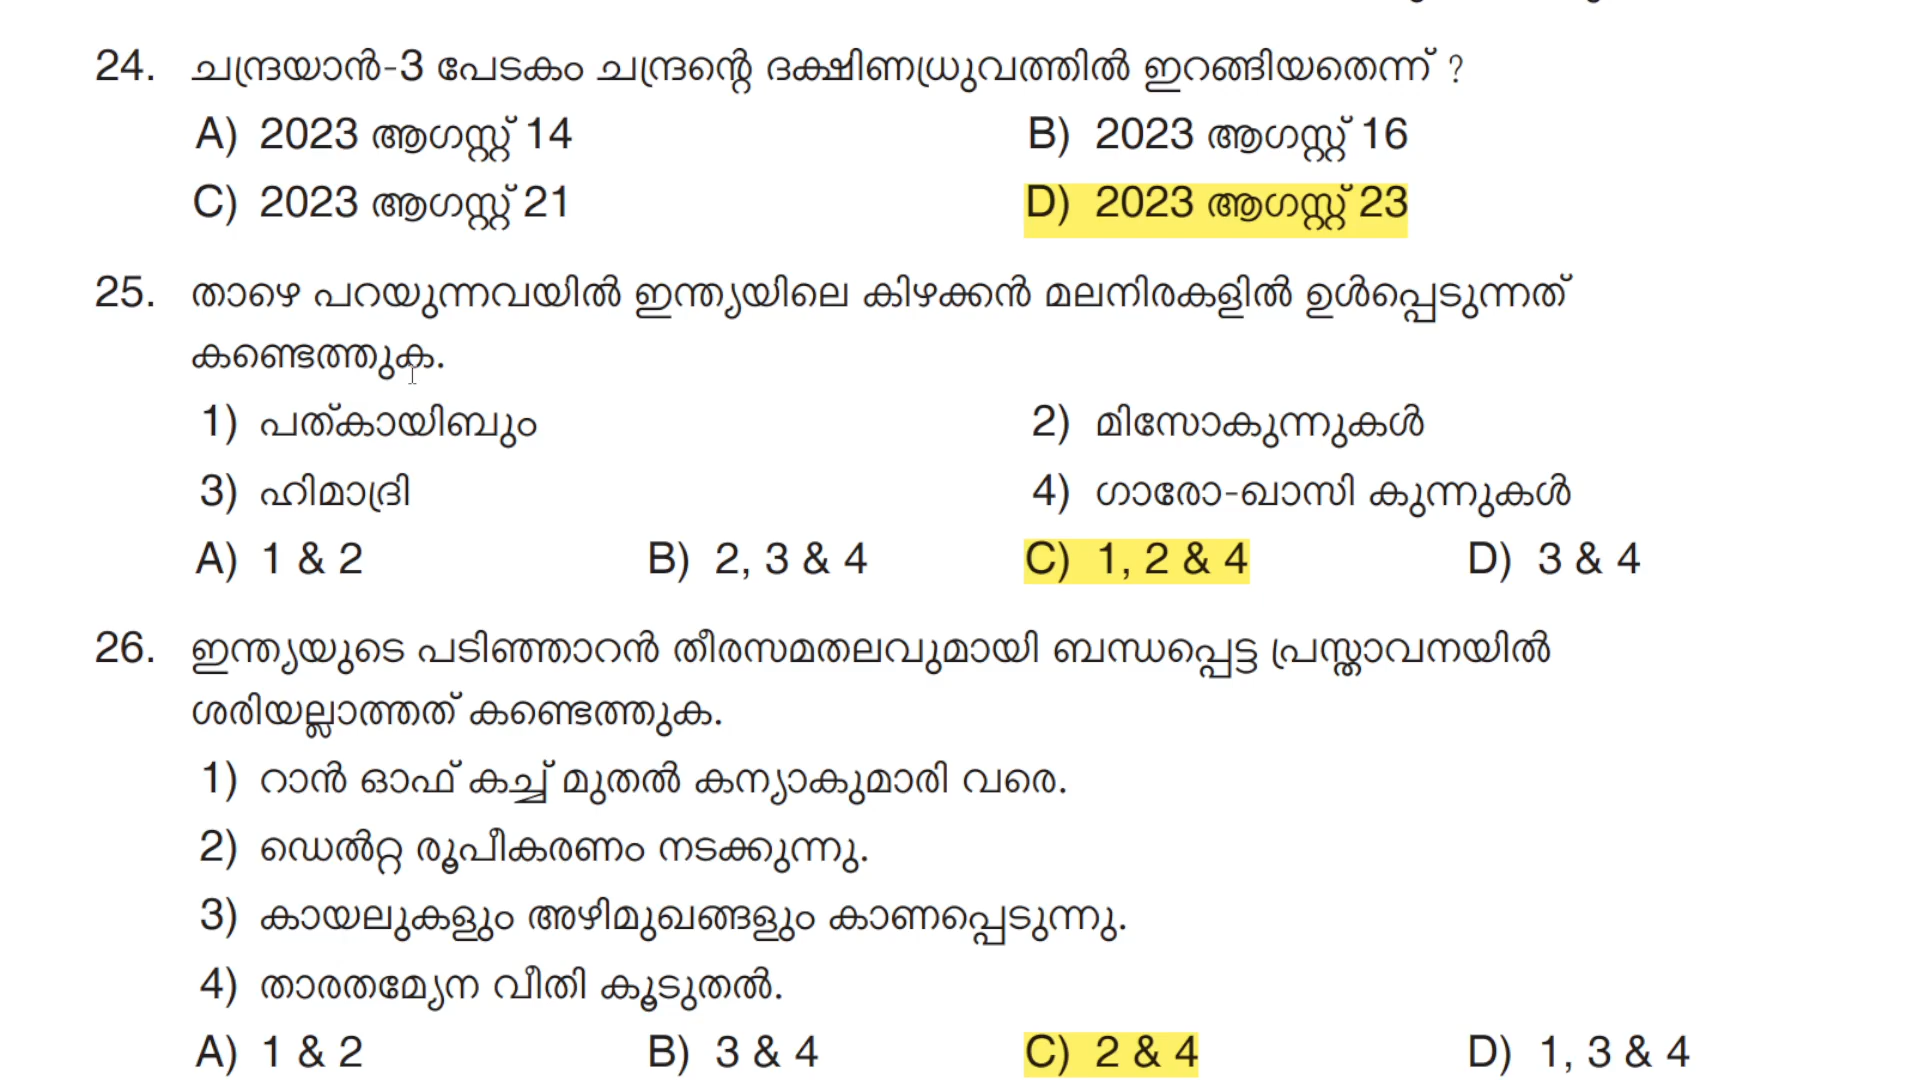 24. ചന്ദ്രയാൻ-3 പേടകം ചന്ദ്രന്റെ ദക്ഷിണധ്രുവത്തിൽ ഇറങ്ങിയതെന്ന് ?
A) 2023 ആഗസ്റ്റ് 14 B) 2023 ആഗസ്റ്റ് 16
C) 2023 ആഗസ്റ്റ് 21 D) 2023 ആഗസ്റ്റ് 23
25. താഴെ പറയുന്നവയിൽ ഇന്ത്യയിലെ കിഴക്കൻ മലനിരകളിൽ ഉൾപ്പെടുന്നത്
കണ്ടെത്തുക.
1) പത്കായിബും 2) മിസോകുന്നുകൾ
3) ഹിമാദ്രി 4) ഗാരോ-ഖാസി കുന്നുകൾ
A) 1 & 2 B) 2, 3 & 4 C) 1, 2 & 4 D) 3 & 4
26. ഇന്ത്യയുടെ പടിഞ്ഞാറൻ തീരസമതലവുമായി ബന്ധപ്പെട്ട പ്രസ്താവനയിൽ
ശരിയല്ലാത്തത് കണ്ടെത്തുക.
1) റാൻ ഓഫ് കച്ച് മുതൽ കന്യാകുമാരി വരെ.
2) ഡെൽറ്റ രൂപീകരണം നടക്കുന്നു.
3) കായലുകളും അഴിമുഖങ്ങളും കാണപ്പെടുന്നു.
4) താരതമ്യേന വീതി കൂടുതൽ.
A) 1 & 2 B) 3 & 4 C) 2 & 4 D) 1, 3 & 4